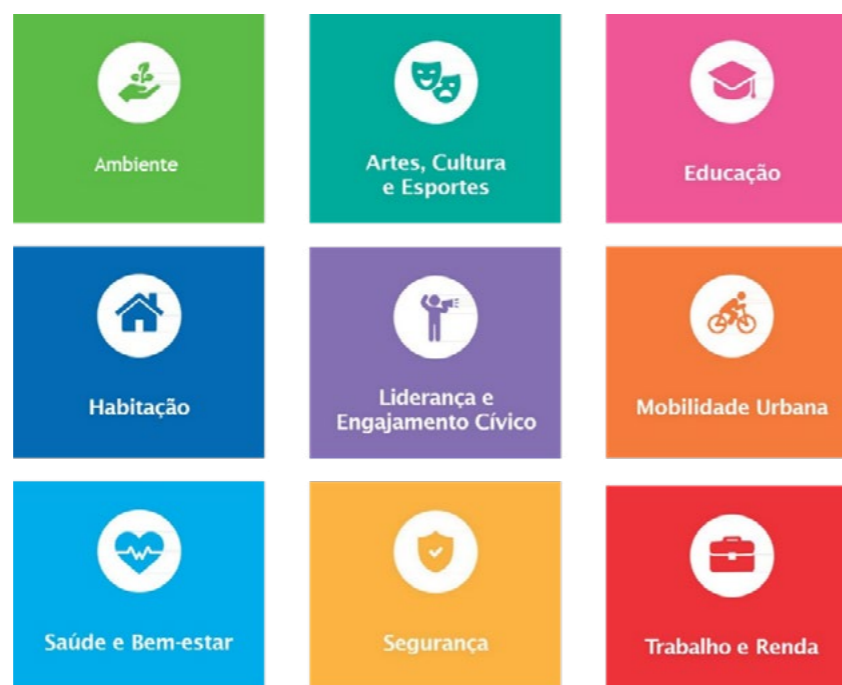 Ambiente
Artes, Cultura
e Esportes
Educação
Habitação
Liderança e
Engajamento Cívico
Mobilidade Urbana
Saúde e Bem-estar
Segurança
Trabalho e Renda